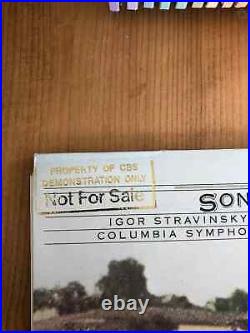 PROPERTY OF CBS
DEMONSTRATION ONLY
Not For Sale
SON
IGOR STRAVINSKY
COLUMBIA SYMPHO